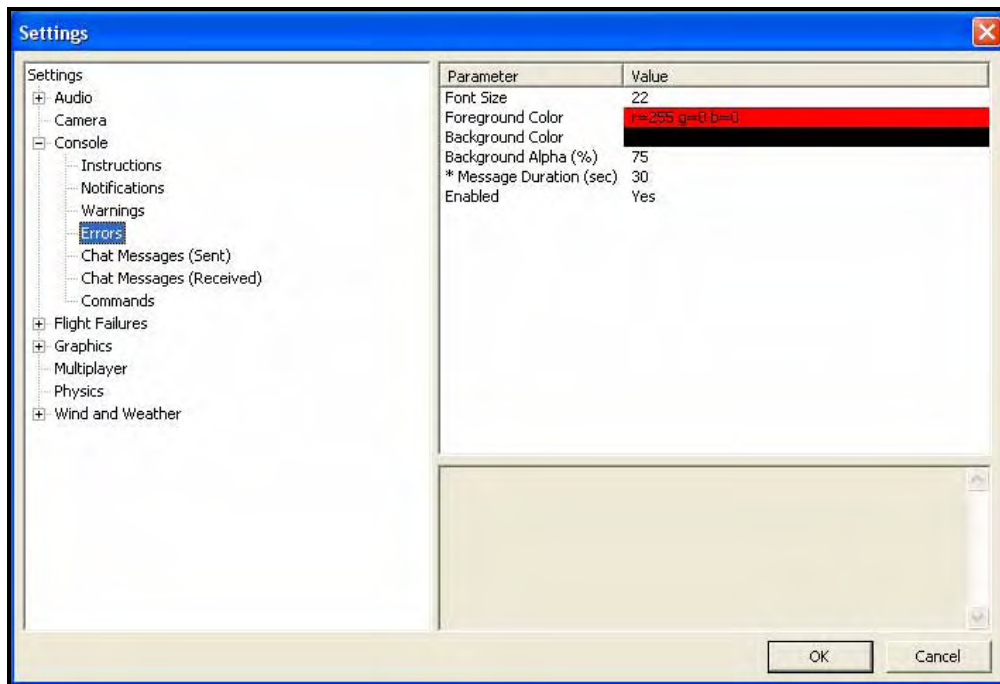 Settings
Settings
Audio
Camera
Console
Instructions
Notifications
Warnings
Errors
Chat Messages (Sent)
Chat Messages (Received)
Commands
Flight Failures
Graphics
Multiplayer
Physics
Wind and Weather
Parameter Value
Font Size 22
Foreground Color r=255 g=0 b=0
Background Color
Background Alpha (%) 75
* Message Duration (sec) 30
Enabled Yes
OK Cancel